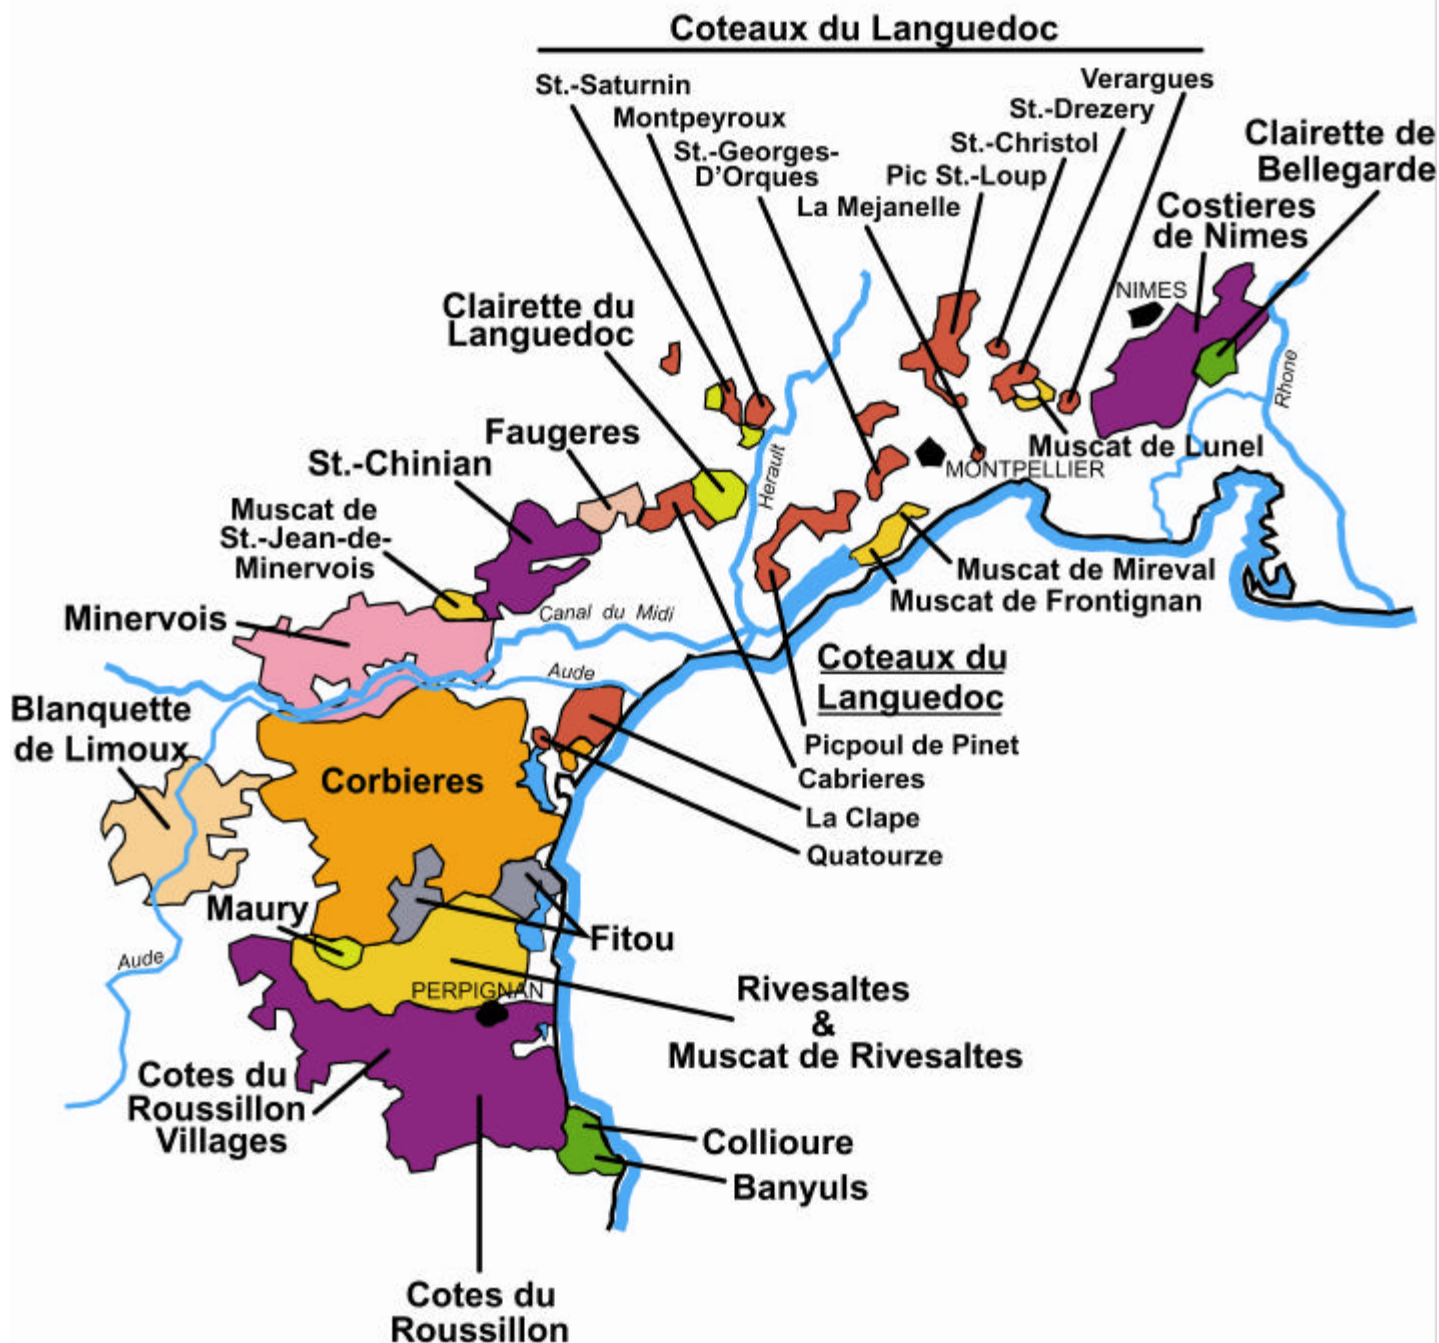 Coteaux du Languedoc
St.-Saturnin
Verargues
Montpeyroux
St.-Drezery
St.-Georges-
D'Orques
St.-Christol
Clairette de
Bellegarde
Pic St.-Loup
La Mejanelle
Costieres
de Nimes
NIMES
Clairette du
Languedoc
Rhone
Faugeres
St.-Chinian
Herault
Muscat de Lunel
MONTPELLIER
Muscat de
St.-Jean-de-
Minervois
Muscat de Mireval
Muscat de Frontignan
Minervois
Canal du Midi
Aude
Coteaux du
Languedoc
Blanquette
de Limoux
Picpoul de Pinet
Cabrieres
Corbieres
La Clape
Quatourze
Maury
Fitou
Aude
PERPIGNAN
Rivesaltes
&
Muscat de Rivesaltes
Cotes du
Roussillon
Villages
Collioure
Banyuls
Cotes du
Roussillon